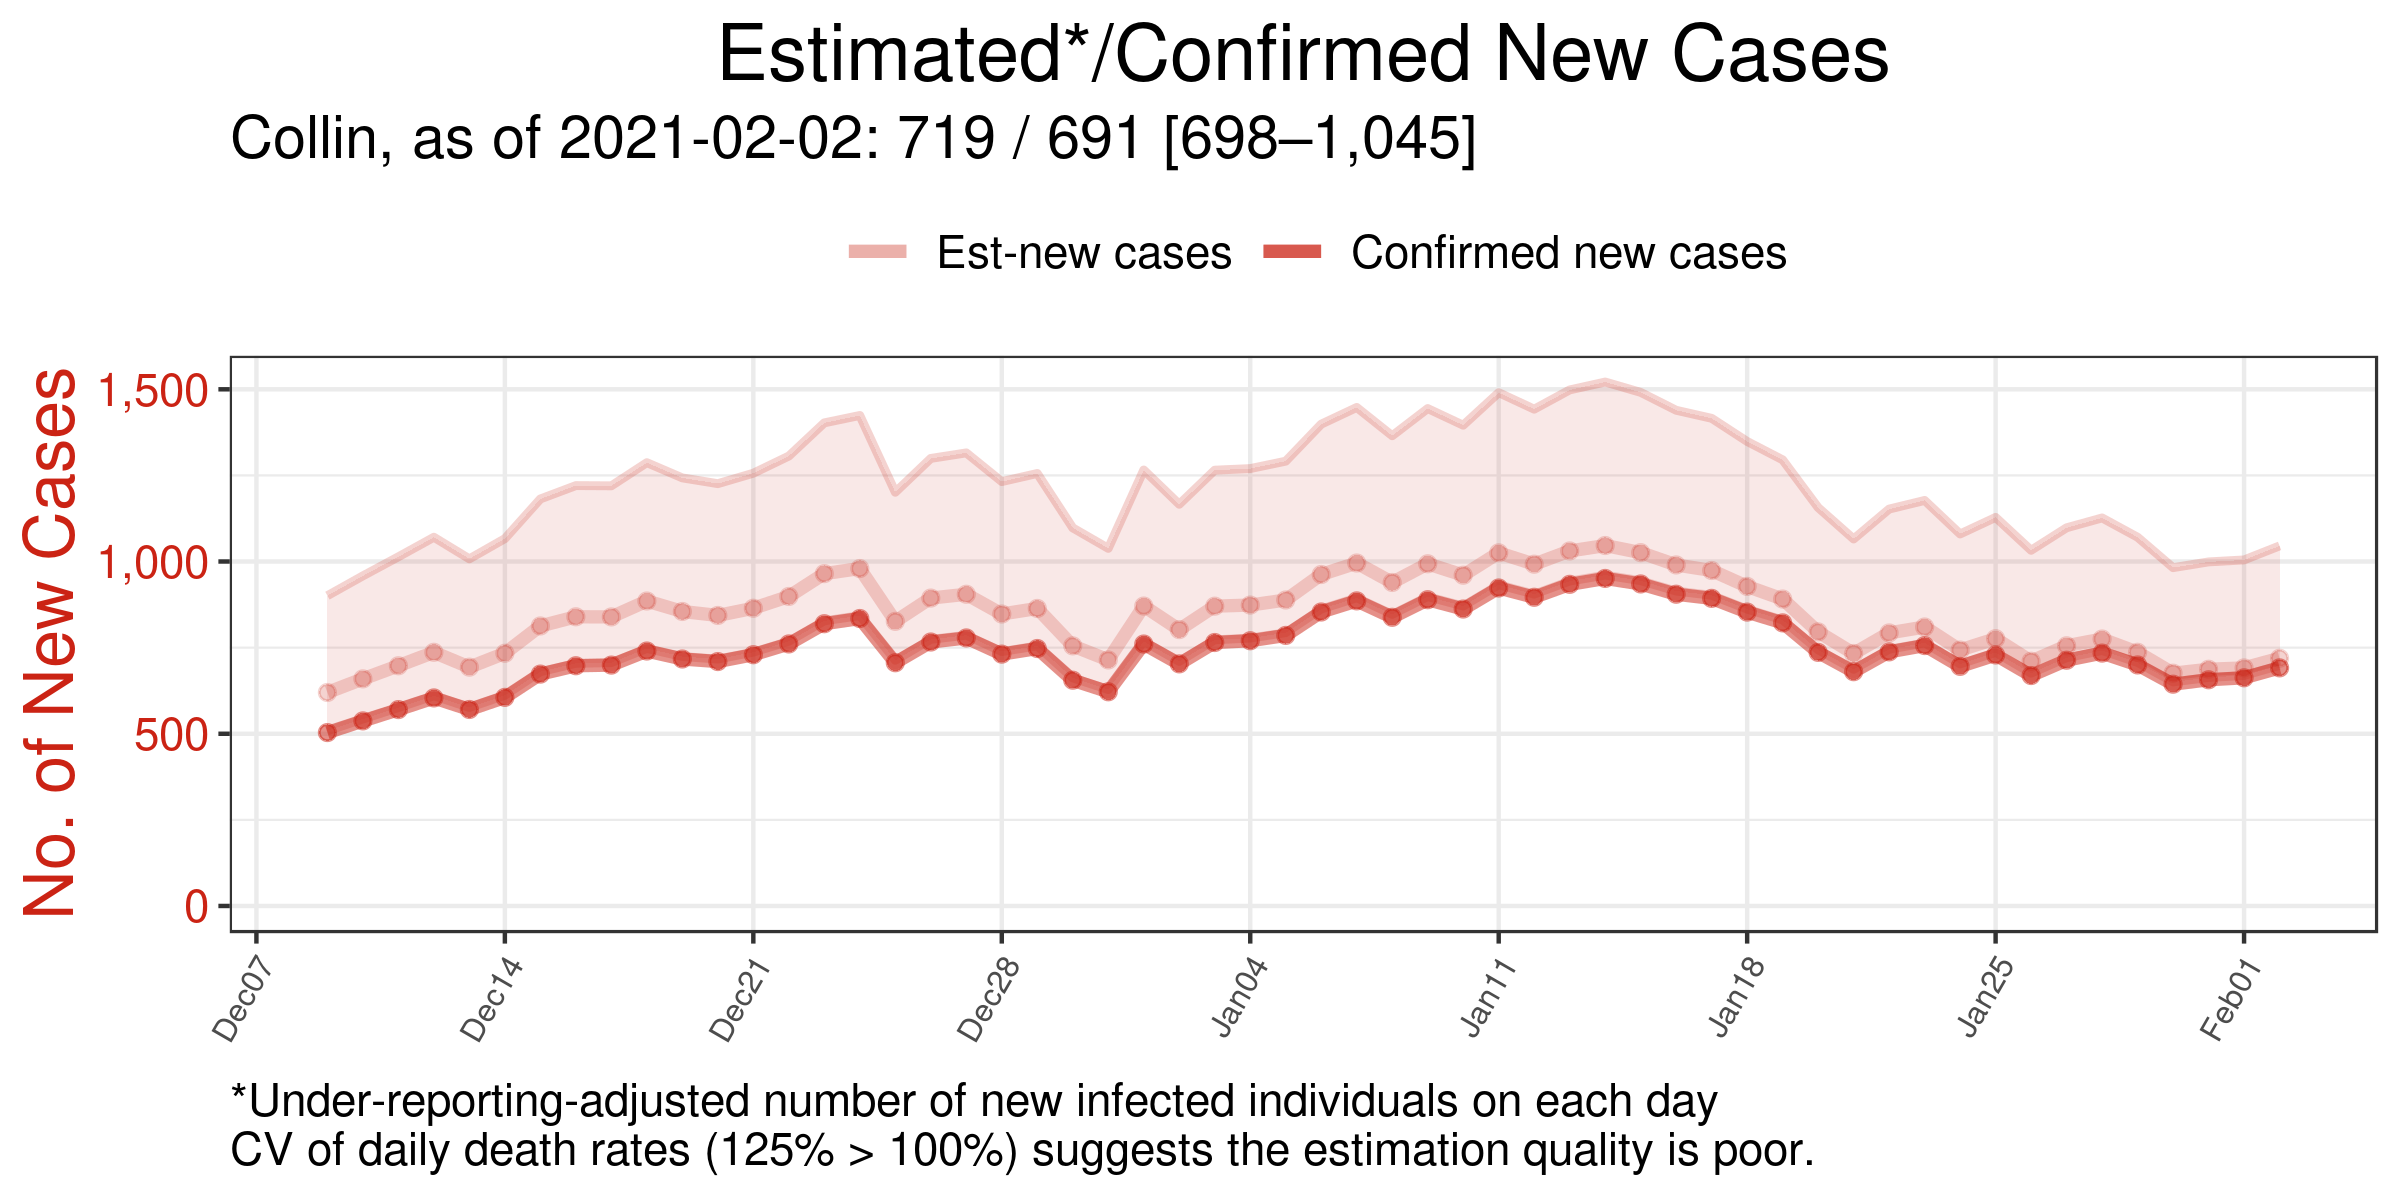 Estimated*/Confirmed New Cases
Collin, as of 2021-02-02: 719 / 691 [698–1,045]
Est-new cases
Confirmed new cases
No. of New Cases
1,500
1,000
500
0
Dec07
Dec14
Dec21
Dec28
Jan04
Jan11
Jan18
Jan25
Feb01
*Under-reporting-adjusted number of new infected individuals on each day
CV of daily death rates (125% > 100%) suggests the estimation quality is poor.